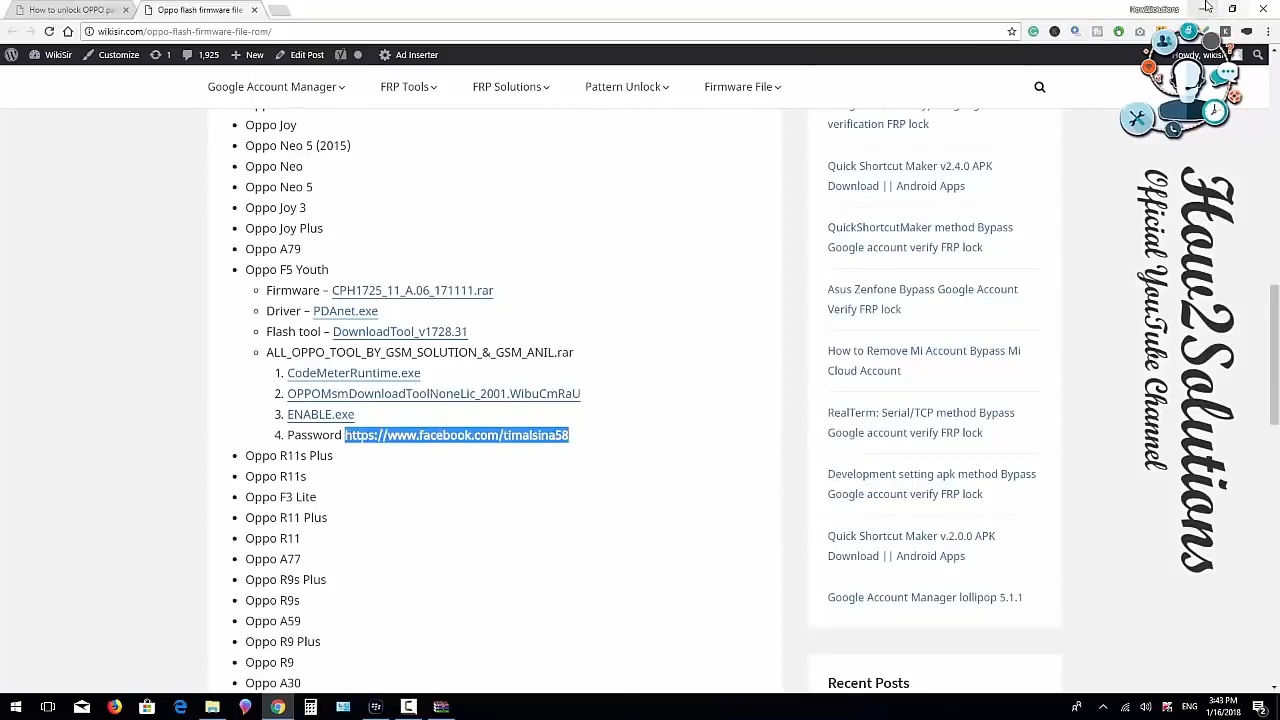 How to unlock OPPO pa
Oppo flash firmware file
How2Solutions
wikisir.com/oppo-flash-firmware-file-rom/
WikiSir
Customize
1
1,925
New
Edit Post
Ad Inserter
Howdy, wikisi
Google Account Manager
FRP Tools
FRP Solutions
Pattern Unlock
Firmware File
Oppo Joy
Oppo Neo 5 (2015)
Oppo Neo
Oppo Neo 5
Oppo Joy 3
Oppo Joy Plus
Oppo A79
Oppo F5 Youth
Firmware – CPH1725_11_A.06_171111.rar
Driver – PDAnet.exe
Flash tool – DownloadTool_v1728.31
ALL_OPPO_TOOL_BY_GSM_SOLUTION_&_GSM_ANIL.rar
1. CodeMeterRuntime.exe
2. OPPOMsmDownloadToolNoneLic_2001.WibuCmRaU
3. ENABLE.exe
4. Password https://www.facebook.com/timalsina58
Oppo R11s Plus
Oppo R11s
Oppo F3 Lite
Oppo R11 Plus
Oppo R11
Oppo A77
Oppo R9s Plus
Oppo R9s
Oppo A59
Oppo R9 Plus
Oppo R9
Oppo A30
verification FRP lock
Quick Shortcut Maker v2.4.0 APK
Download || Android Apps
QuickShortcutMaker method Bypass
Google account verify FRP lock
Asus Zenfone Bypass Google Account
Verify FRP lock
How to Remove Mi Account Bypass Mi
Cloud Account
RealTerm: Serial/TCP method Bypass
Google account verify FRP lock
Development setting apk method Bypass
Google account verify FRP lock
Quick Shortcut Maker v.2.0.0 APK
Download || Android Apps
Google Account Manager lollipop 5.1.1
Recent Posts
How2Solutions
Official YouTube Channel
ENG
3:43 PM
1/16/2018
2